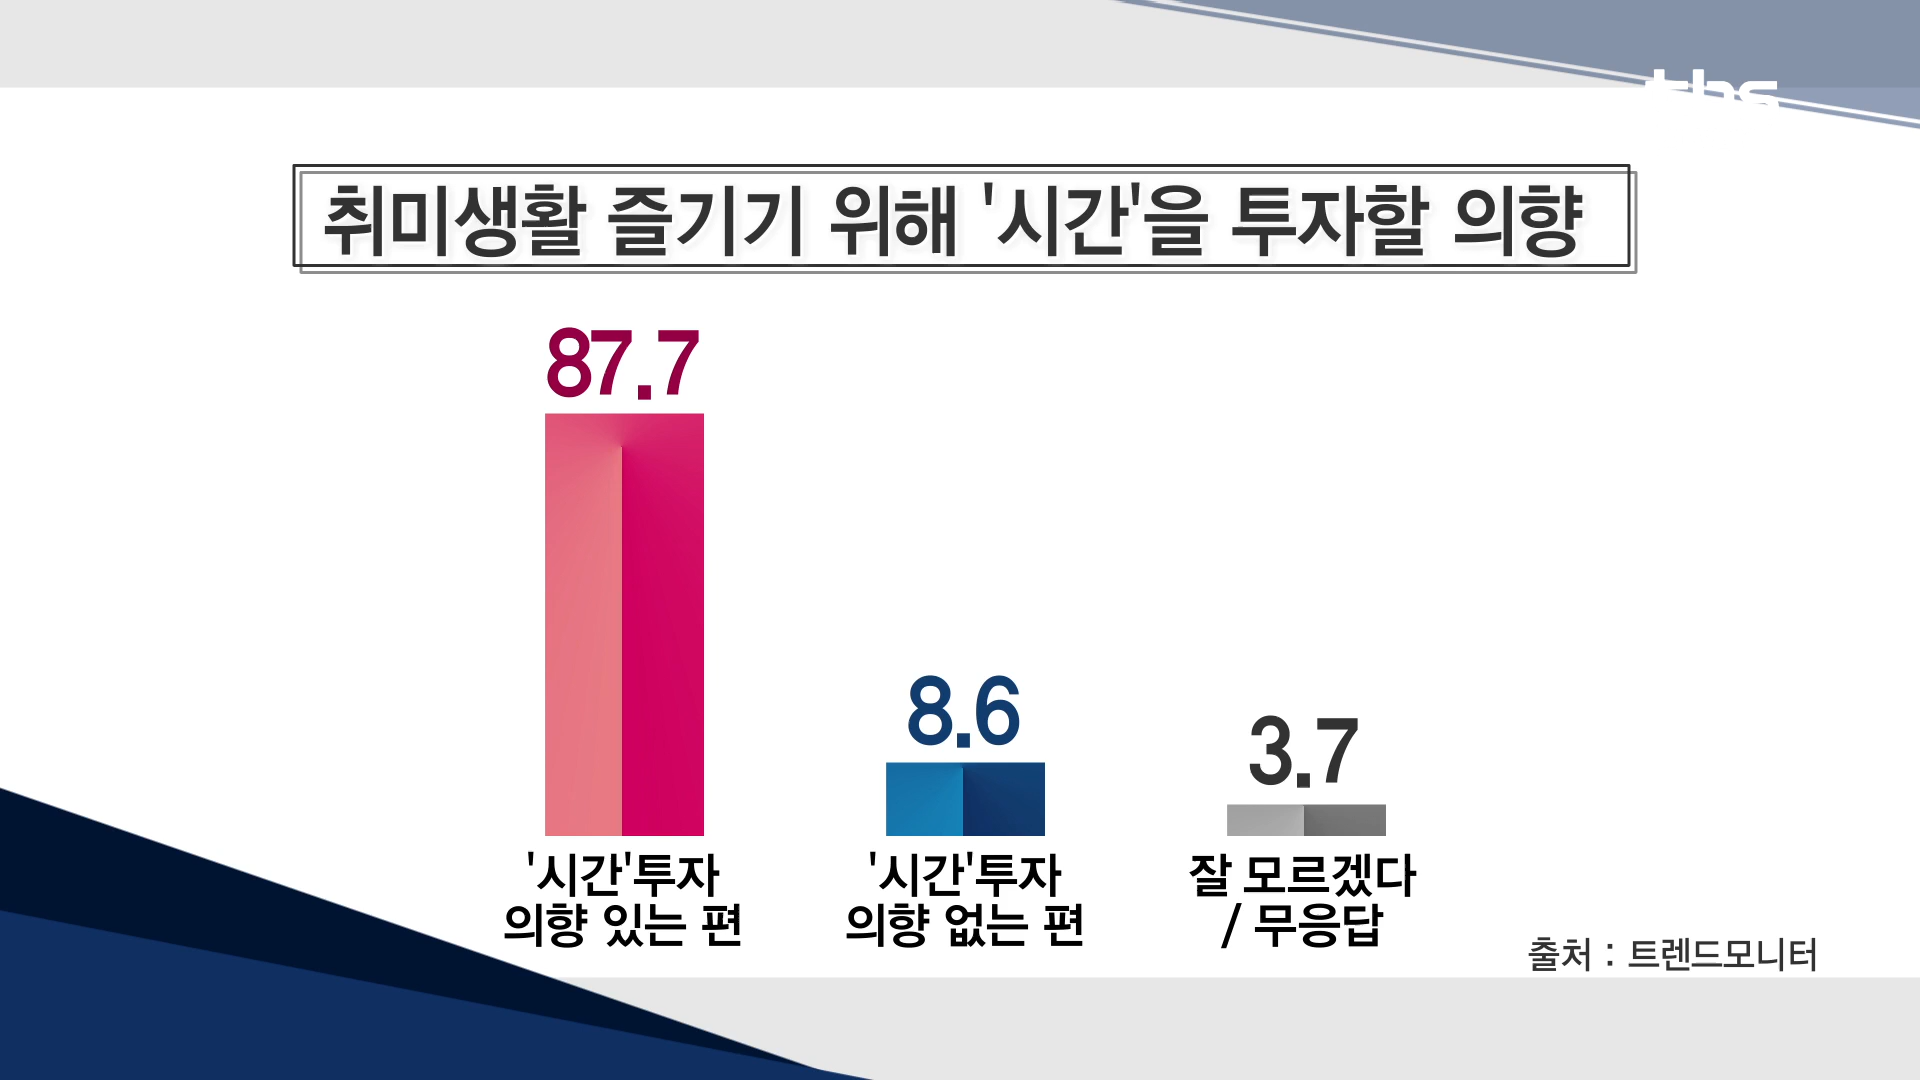 tbs
취미생활 즐기기 위해 '시간'을 투자할 의향
87.7
8.6
3.7
'시간'투자
의향 있는 편
'시간'투자
의향 없는 편
잘 모르겠다
/ 무응답
출처 : 트렌드모니터